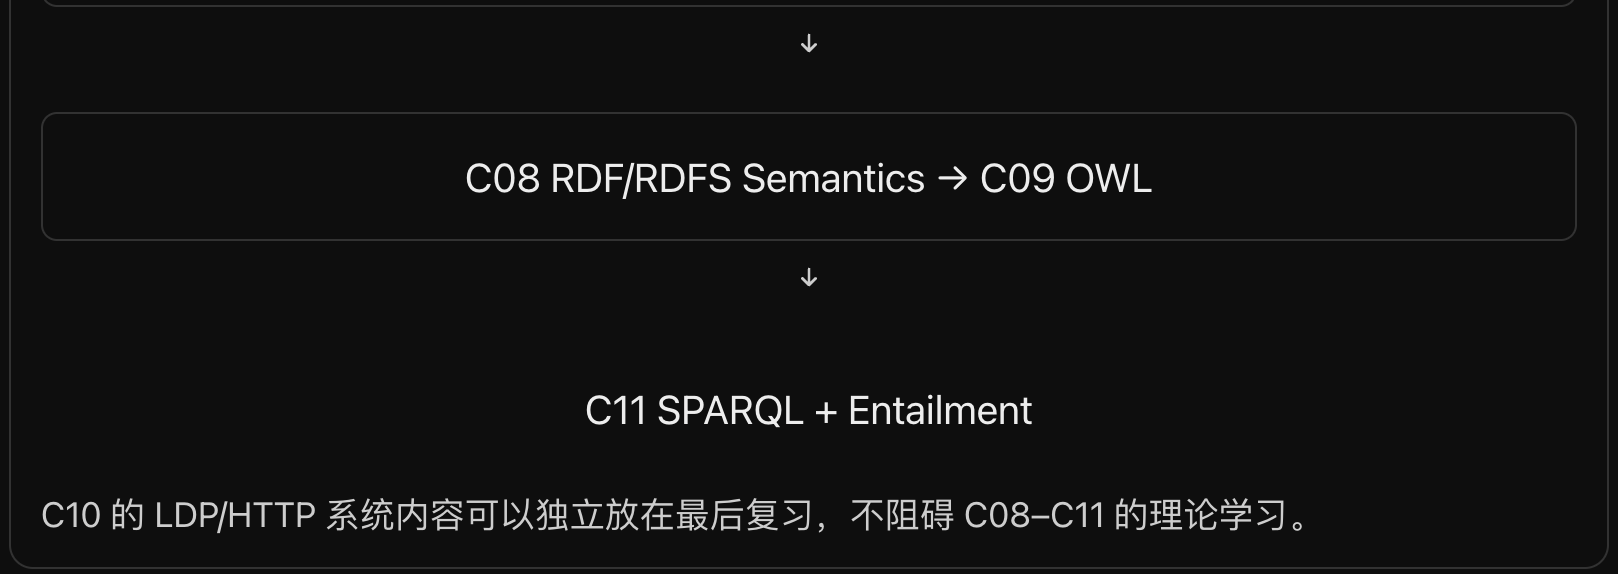 ↓
C08 RDF/RDFS Semantics → C09 OWL
↓
C11 SPARQL + Entailment
C10 的 LDP/HTTP 系统内容可以独立放在最后复习，不阻碍 C08–C11 的理论学习。